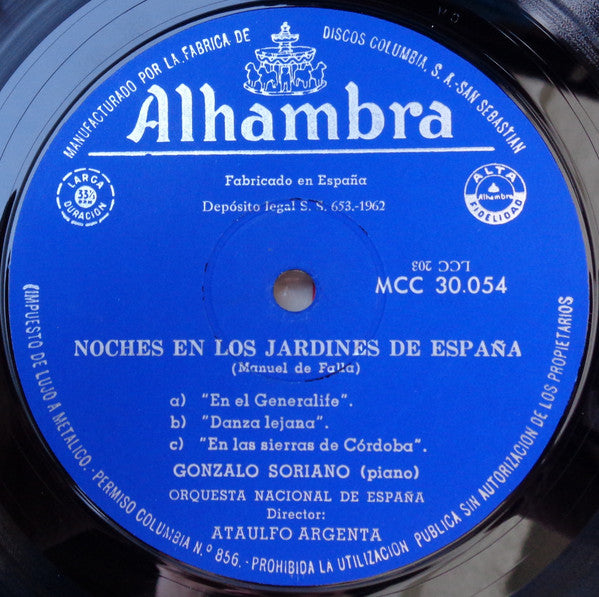 MANUFACTURADO POR LA FABRICA DE DISCOS COLUMBIA, S. A.-SAN SEBASTIAN
Alhambra
Fabricado en España
Depósito legal S. S. 653.-1962
LARGA
33⅓
R.P.M.
DURACION
ALTA
Alhambra
FIDELIDAD
LCC 203
MCC 30.054
NOCHES EN LOS JARDINES DE ESPAÑA
(Manuel de Falla)
a) "En el Generalife".
b) "Danza lejana".
c) "En las sierras de Córdoba".
GONZALO SORIANO (piano)
ORQUESTA NACIONAL DE ESPAÑA
Director:
ATAULFO ARGENTA
(IMPUESTO DE LUJO A METALICO. - PERMISO COLUMBIA N.º 856. - PROHIBIDA LA UTILIZACION PUBLICA SIN AUTORIZACION DE LOS PROPIETARIOS